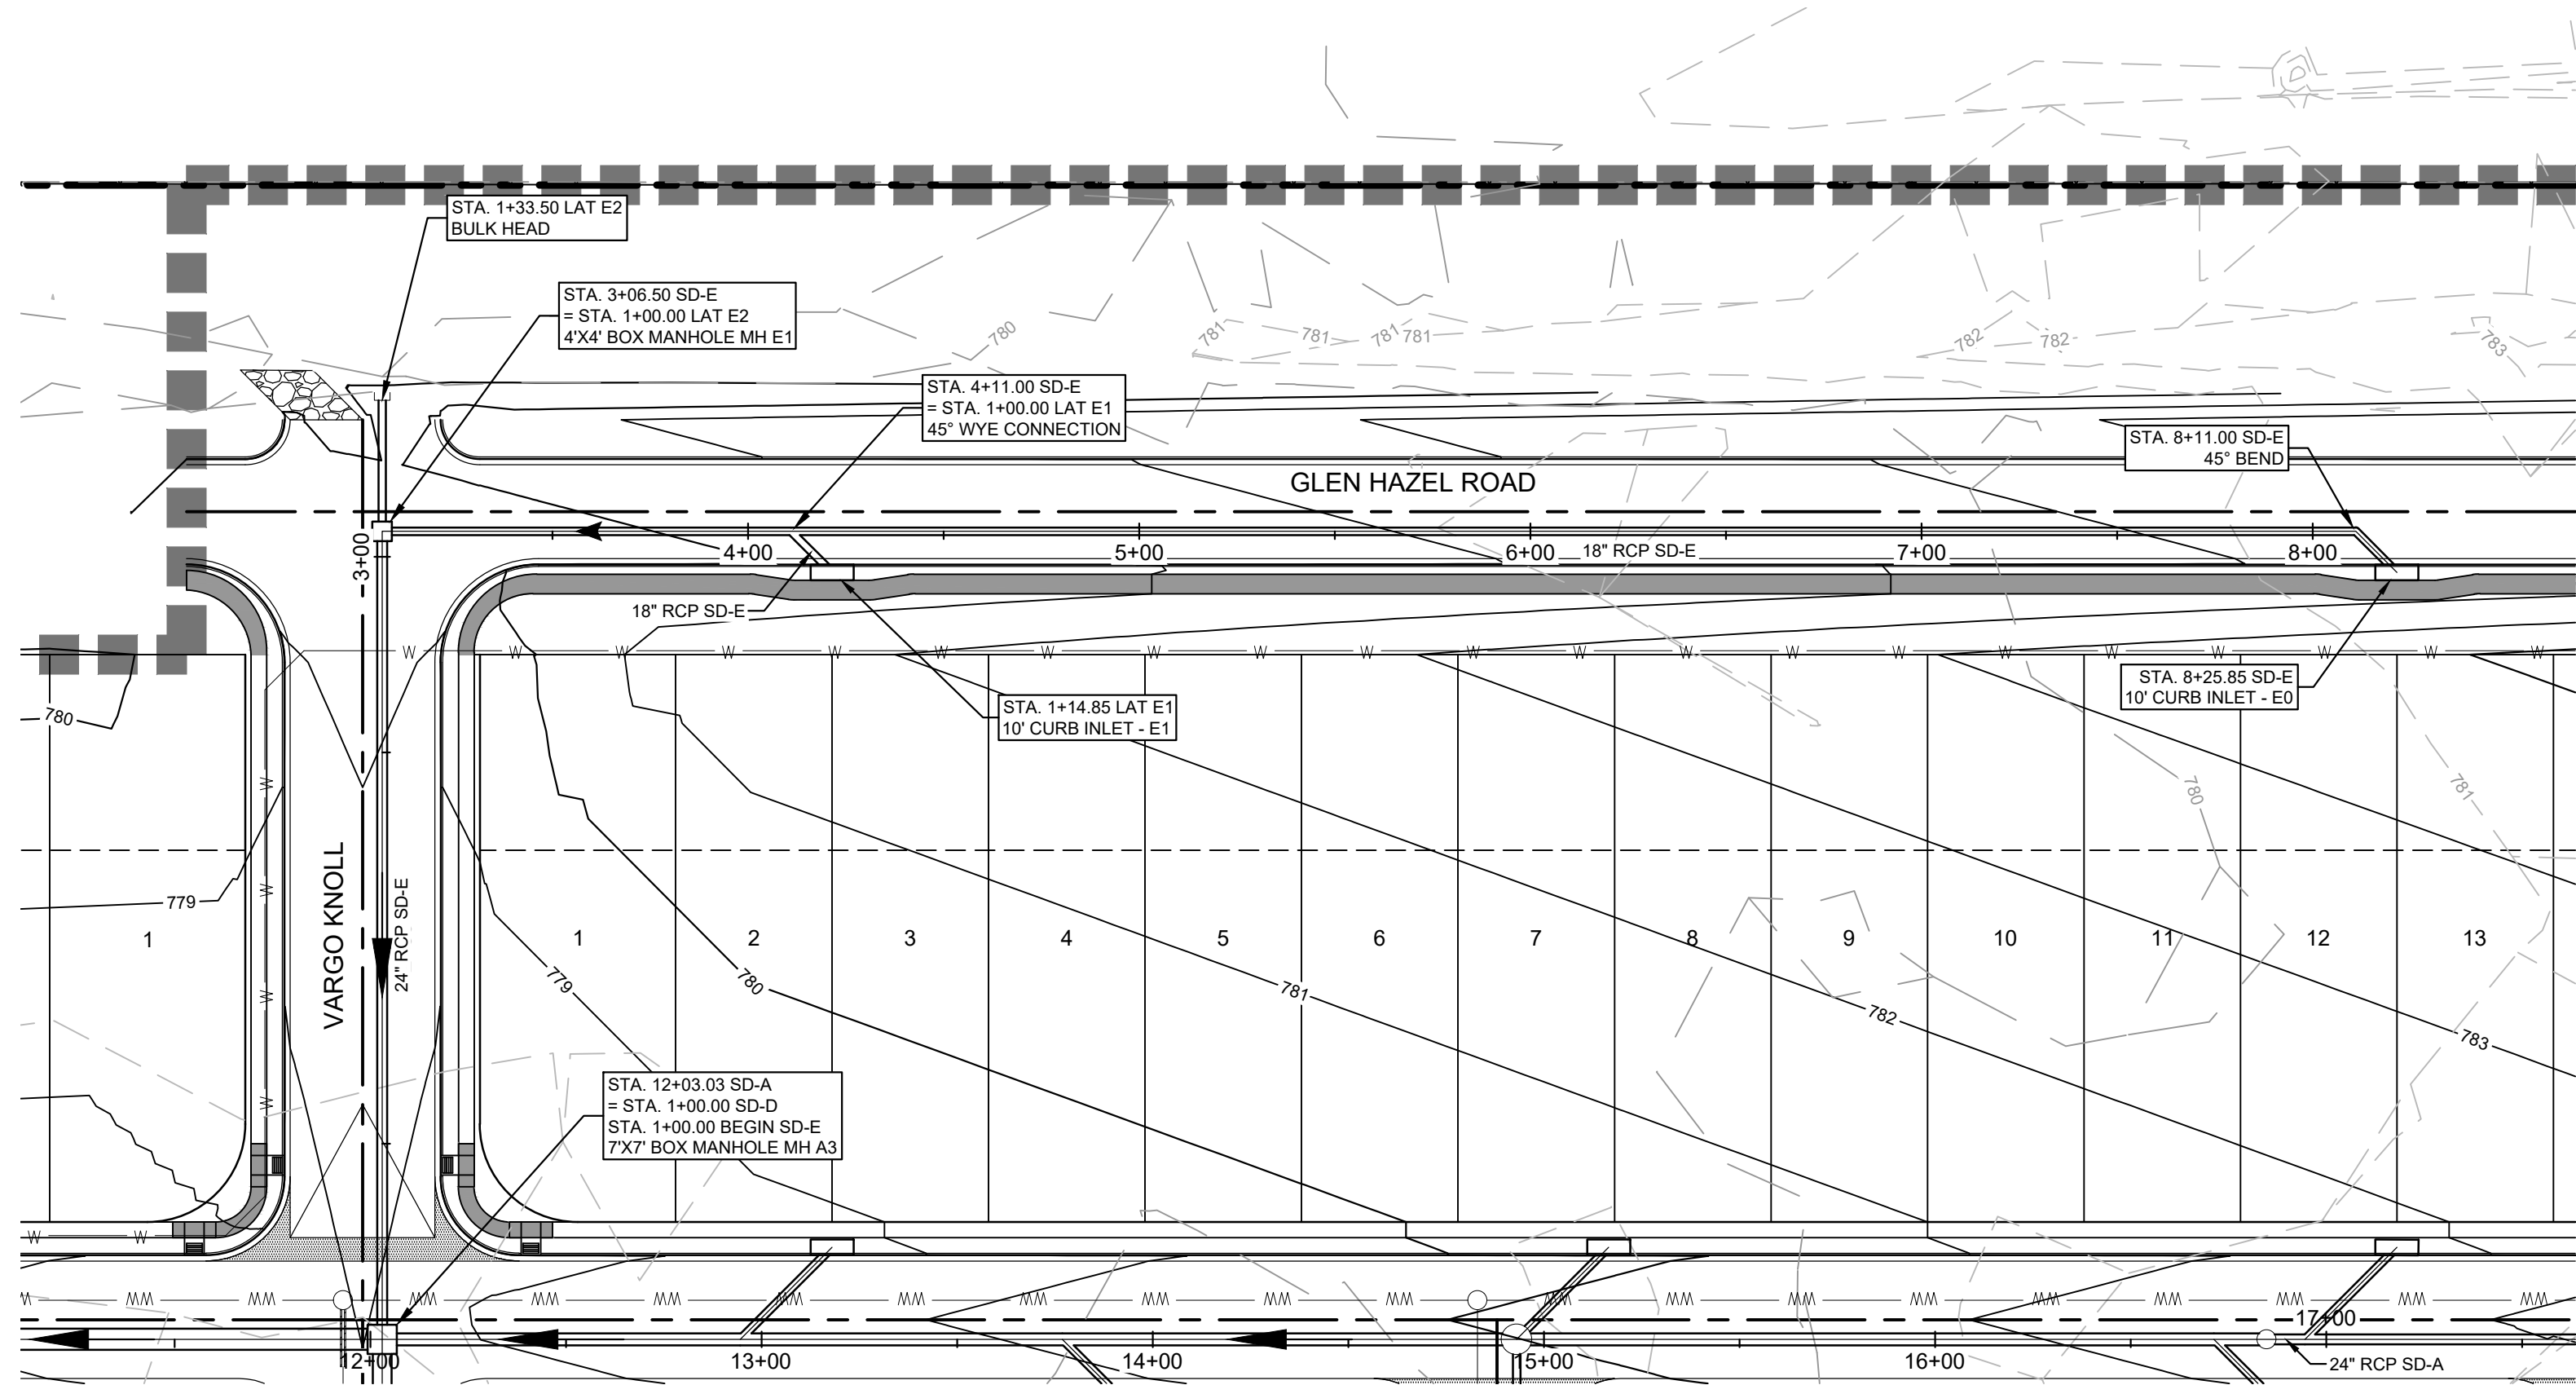 STA. 1+33.50 LAT E2
BULK HEAD
STA. 3+06.50 SD-E
= STA. 1+00.00 LAT E2
4'X4' BOX MANHOLE MH E1
780
781
781
781
781
782
782
783
STA. 4+11.00 SD-E
= STA. 1+00.00 LAT E1
45° WYE CONNECTION
STA. 8+11.00 SD-E
45° BEND
GLEN HAZEL ROAD
3+00
4+00
5+00
6+00
18" RCP SD-E
7+00
8+00
18" RCP SD-E
W W W W W W W W W W W W W W W W W W W W W
STA. 8+25.85 SD-E
10' CURB INLET - E0
STA. 1+14.85 LAT E1
10' CURB INLET - E1
780
780
781
W
W
W
W
779
VARGO KNOLL
24" RCP SD-E
1
1
2
3
4
5
6
7
8
9
10
11
12
13
779
780
781
782
783
STA. 12+03.03 SD-A
= STA. 1+00.00 SD-D
STA. 1+00.00 BEGIN SD-E
7'X7' BOX MANHOLE MH A3
W W
12+00
13+00
14+00
15+00
16+00
17+00
24" RCP SD-A